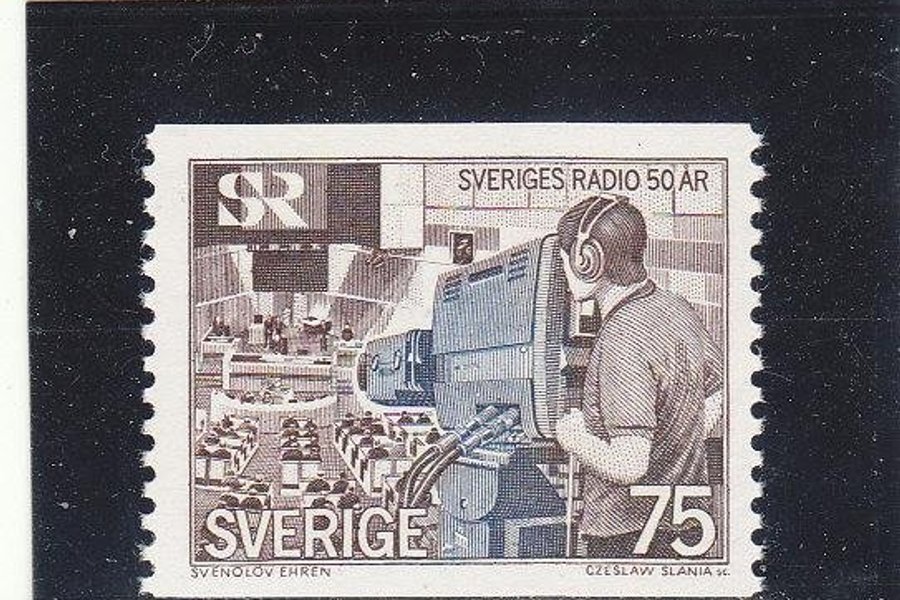 SR
SVERIGES RADIO 50 ÅR
SVERIGE
75
SVENOLOV EHRÉN
CZESLAW SLANIA sc.